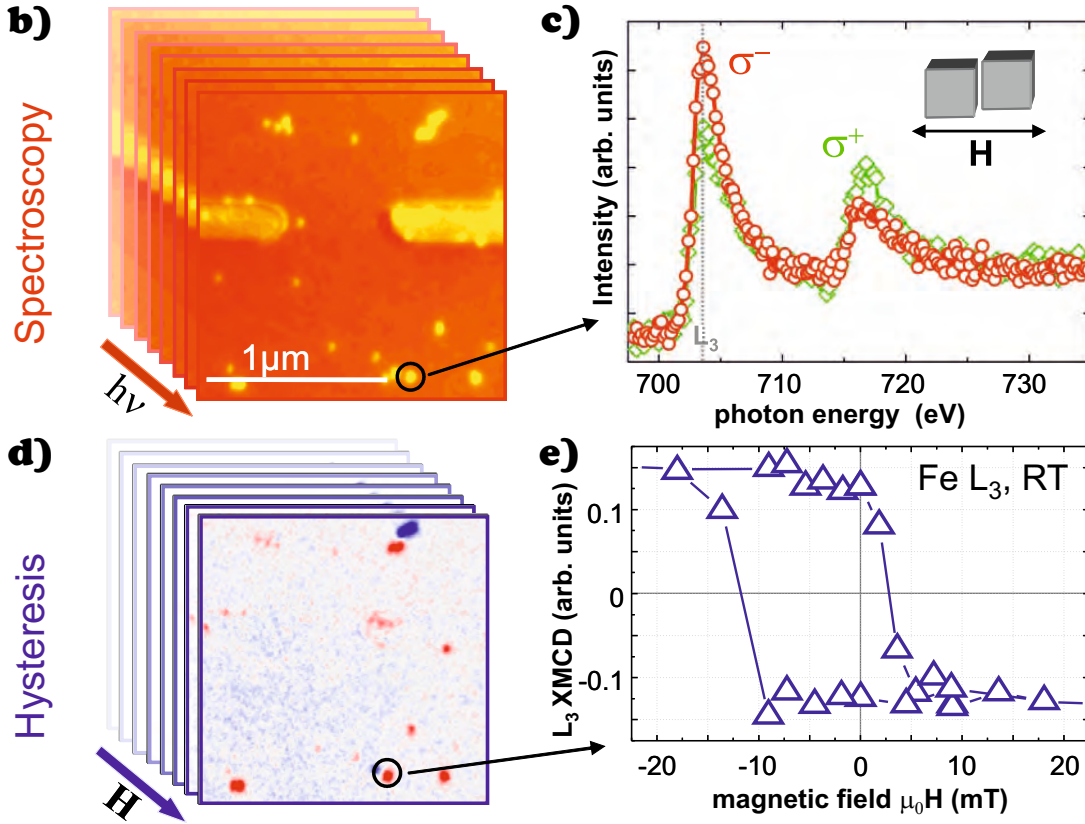 b)
Spectroscopy
hν
1µm
c)
Intensity (arb. units)
σ⁻
σ⁺
H
L₃
700 710 720 730
photon energy (eV)
d)
Hysteresis
H
e)
Fe L₃, RT
L₃ XMCD (arb. units)
0.1
0
-0.1
-20 -10 0 10 20
magnetic field µ₀H (mT)